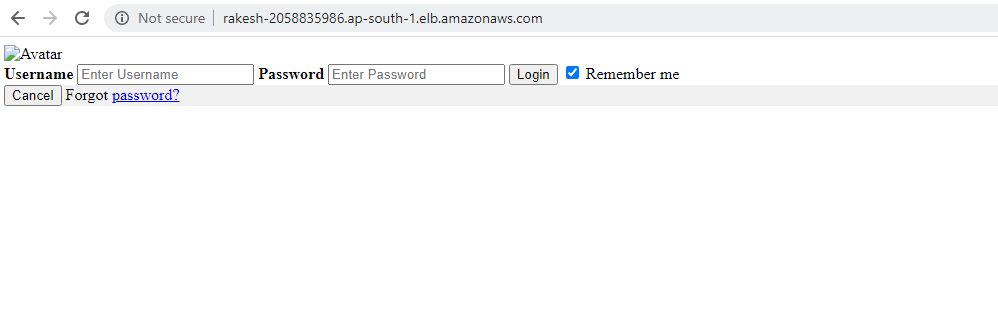 Not secure | rakesh-2058835986.ap-south-1.elb.amazonaws.com
Avatar
Username Enter Username Password Enter Password Login Remember me
Cancel Forgot password?